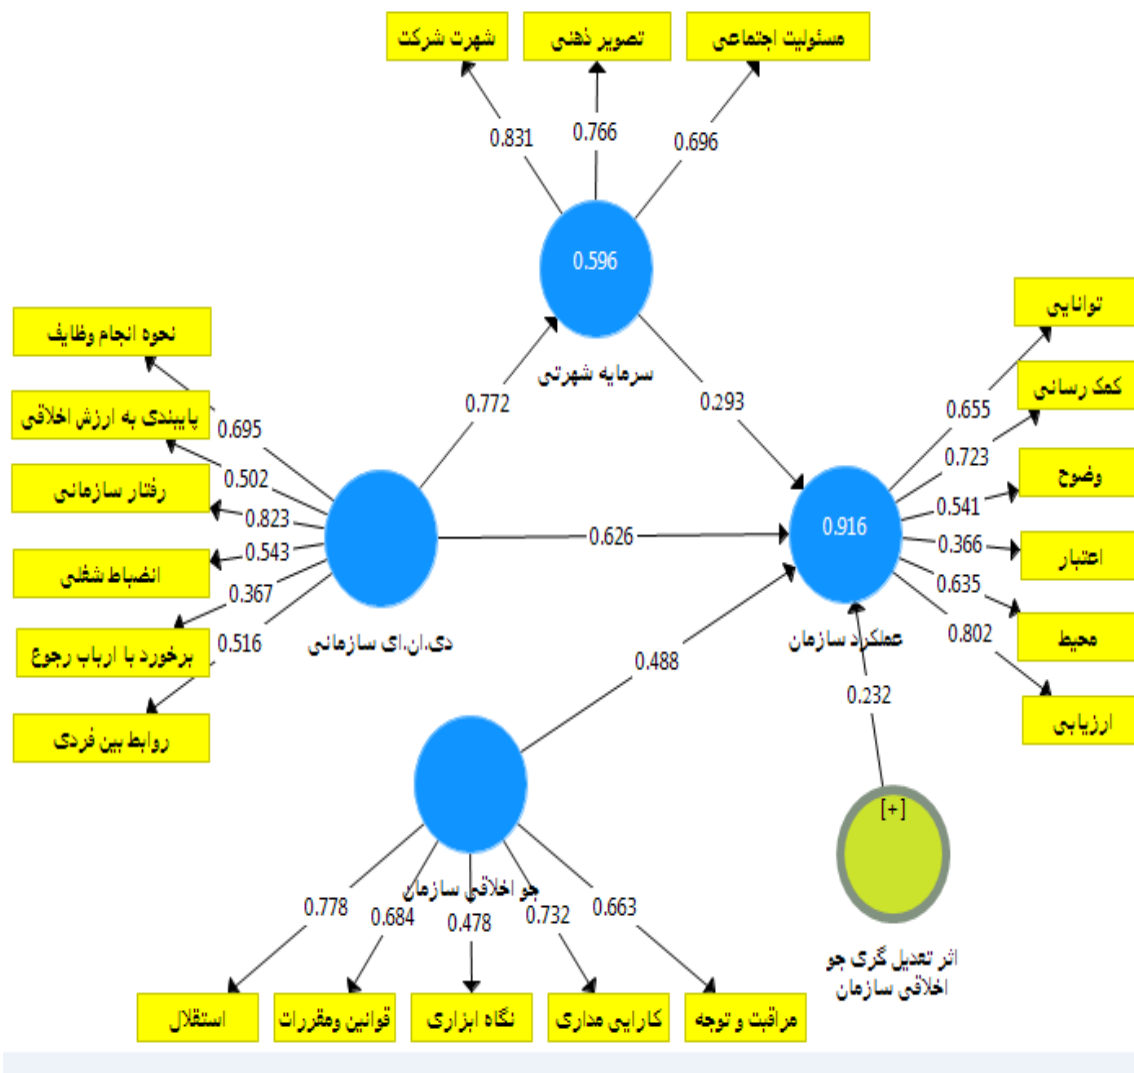 شهرت شرکت
تصویر ذهنی
مسئولیت اجتماعی
0.831
0.766
0.696
0.596
سرمایه شهرتی
0.772
0.293
نحوه انجام وظایف
پایبندی به ارزش اخلاقی
رفتار سازمانی
انضباط شغلی
برخورد با ارباب رجوع
روابط بین فردی
0.695
0.502
0.823
0.543
0.367
0.516
دی.ان.ای سازمانی
0.626
0.916
عملکرد سازمان
توانایی
کمک رسانی
وضوح
اعتبار
محیط
ارزیابی
0.655
0.723
0.541
0.366
0.635
0.802
0.488
0.232
[+]
اثر تعدیل گری جو
اخلاقی سازمان
جو اخلاقی سازمان
0.778
0.684
0.478
0.732
0.663
استقلال
قوانین ومقررات
نگاه ابزاری
کارایی مداری
مراقبت و توجه